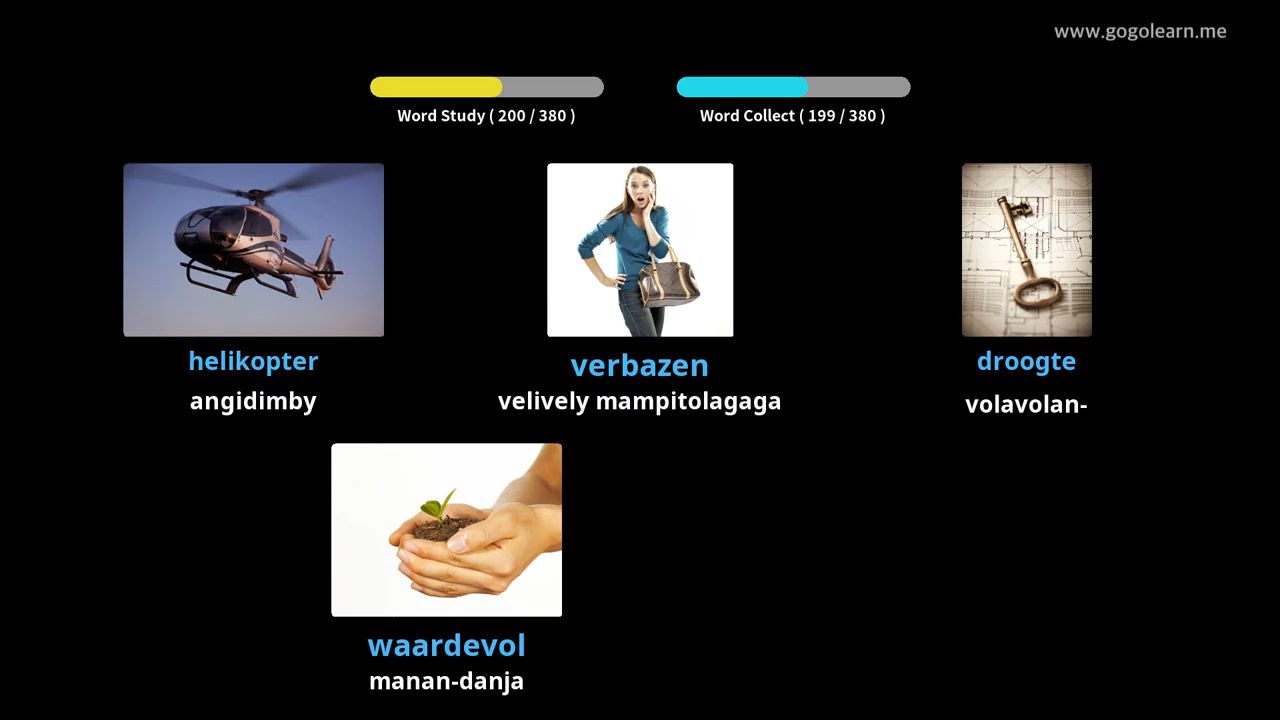 www.gogolearn.me
Word Study ( 200 / 380 )
Word Collect ( 199 / 380 )
helikopter
angidimby
verbazen
velively mampitolagaga
droogte
volavolan-
waardevol
manan-danja